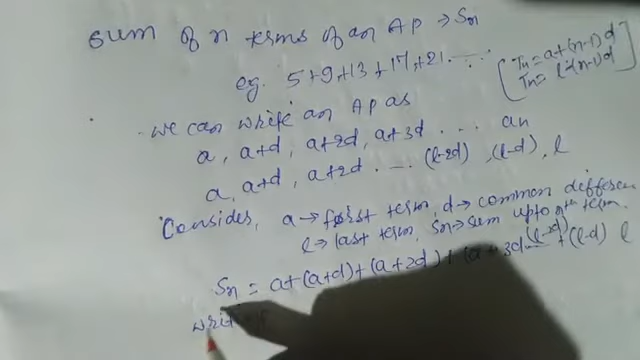 sum of n terms of an AP → Sn
eg. 5+9+13+17+21.....
[Tn = a+(n-1)d
Tn = l-(n-1)d]
we can write an AP as
a, a+d, a+2d, a+3d ... an
a, a+d, a+2d ... (l-2d), (l-d), l
Consider, a → first term, d → common differen
l → last term, Sn → sum upto nth term.
Sn = a+(a+d)+(a+2d)+(a+3d ... (l-2d) +(l-d) l